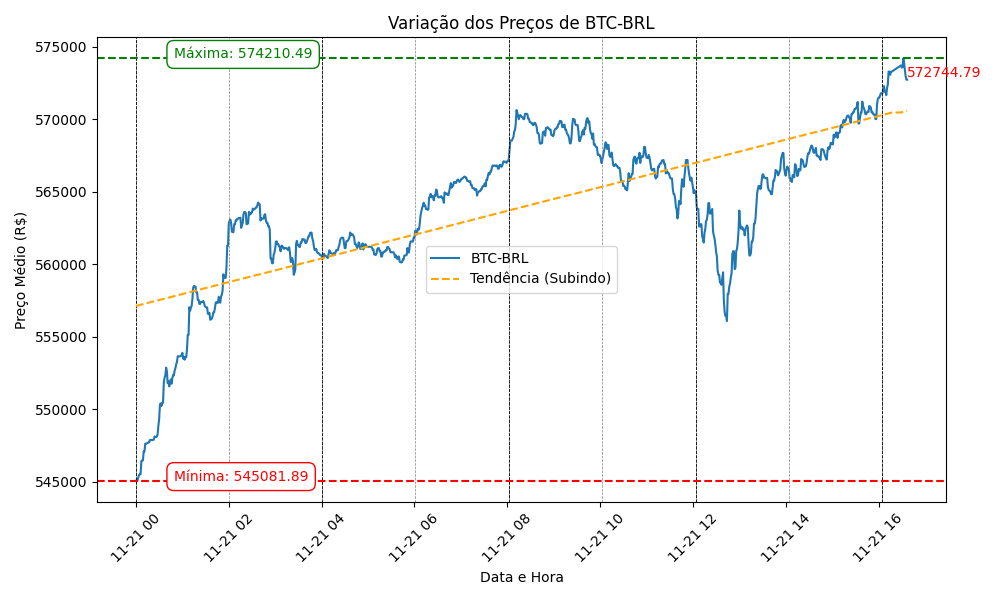 Variação dos Preços de BTC-BRL
Preço Médio (R$)
575000
570000
565000
560000
555000
550000
545000
Máxima: 574210.49
572744.79
BTC-BRL
Tendência (Subindo)
Mínima: 545081.89
11-21 00
11-21 02
11-21 04
11-21 06
11-21 08
11-21 10
11-21 12
11-21 14
11-21 16
Data e Hora